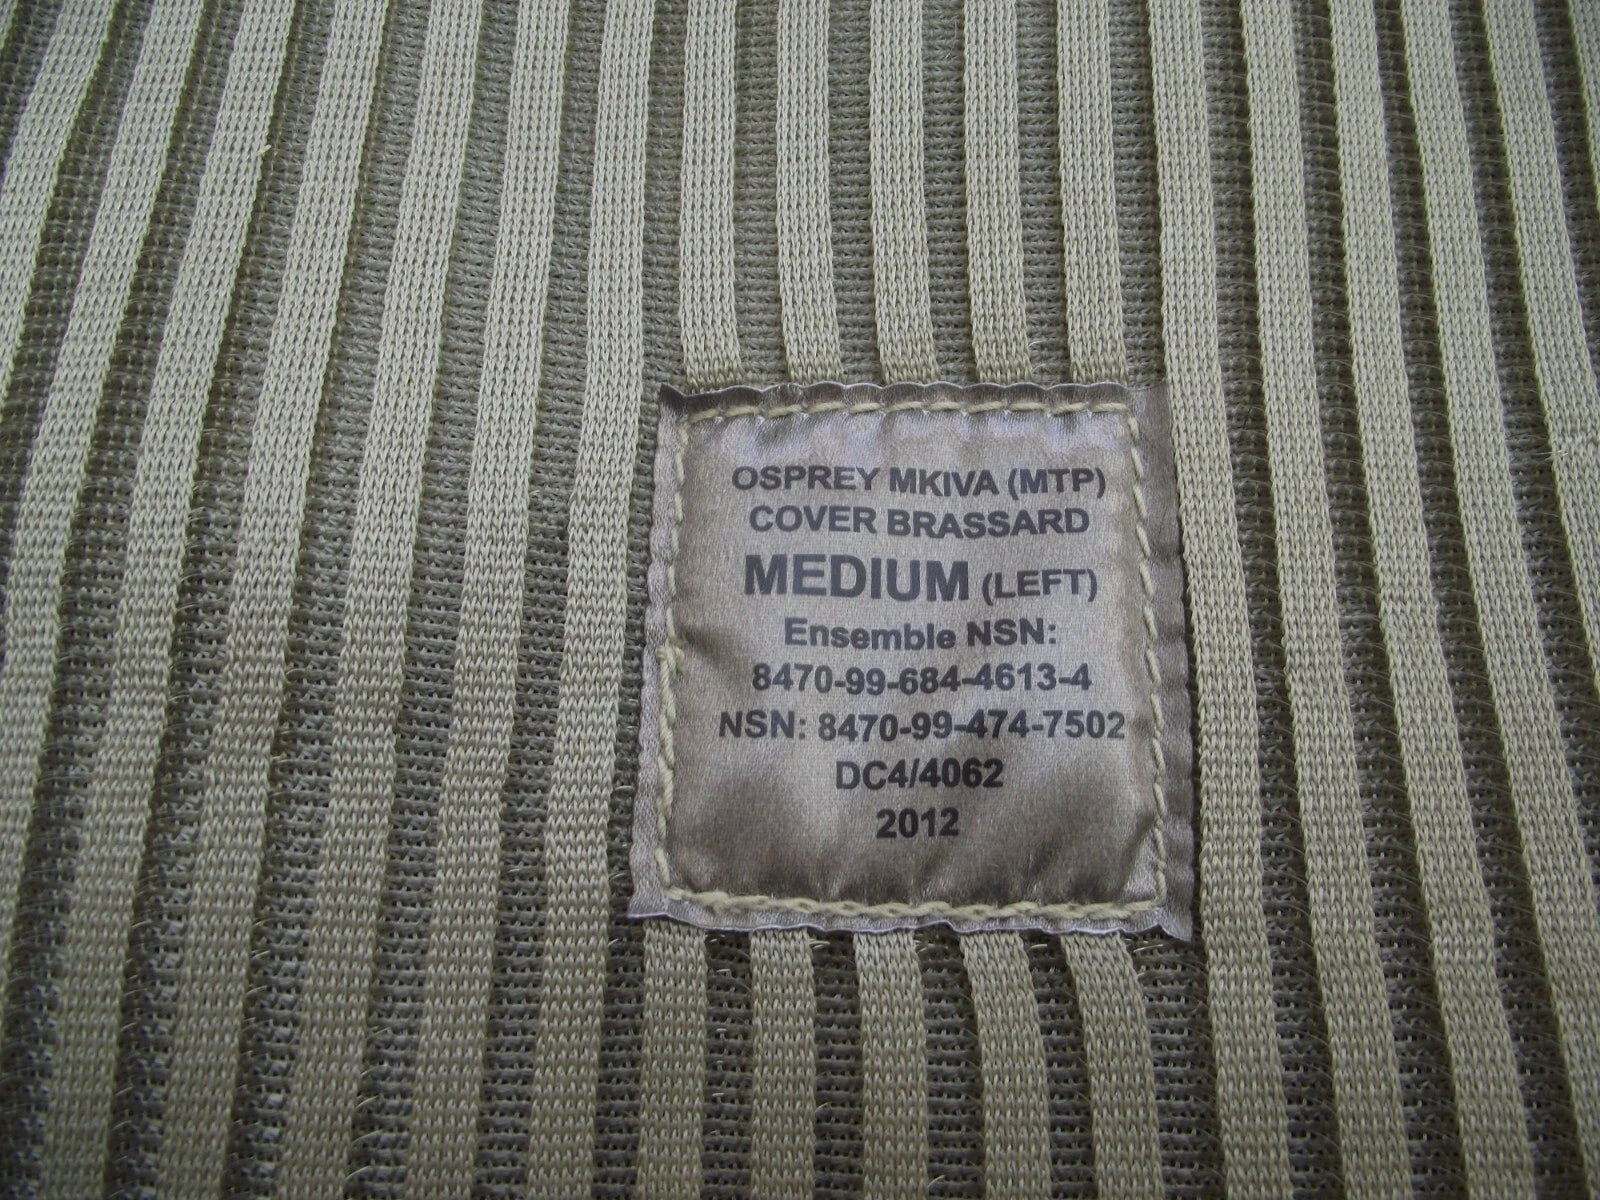 OSPREY MKIVA (MTP)
COVER BRASSARD
MEDIUM (LEFT)
Ensemble NSN:
8470-99-684-4613-4
NSN: 8470-99-474-7502
DC4/4062
2012